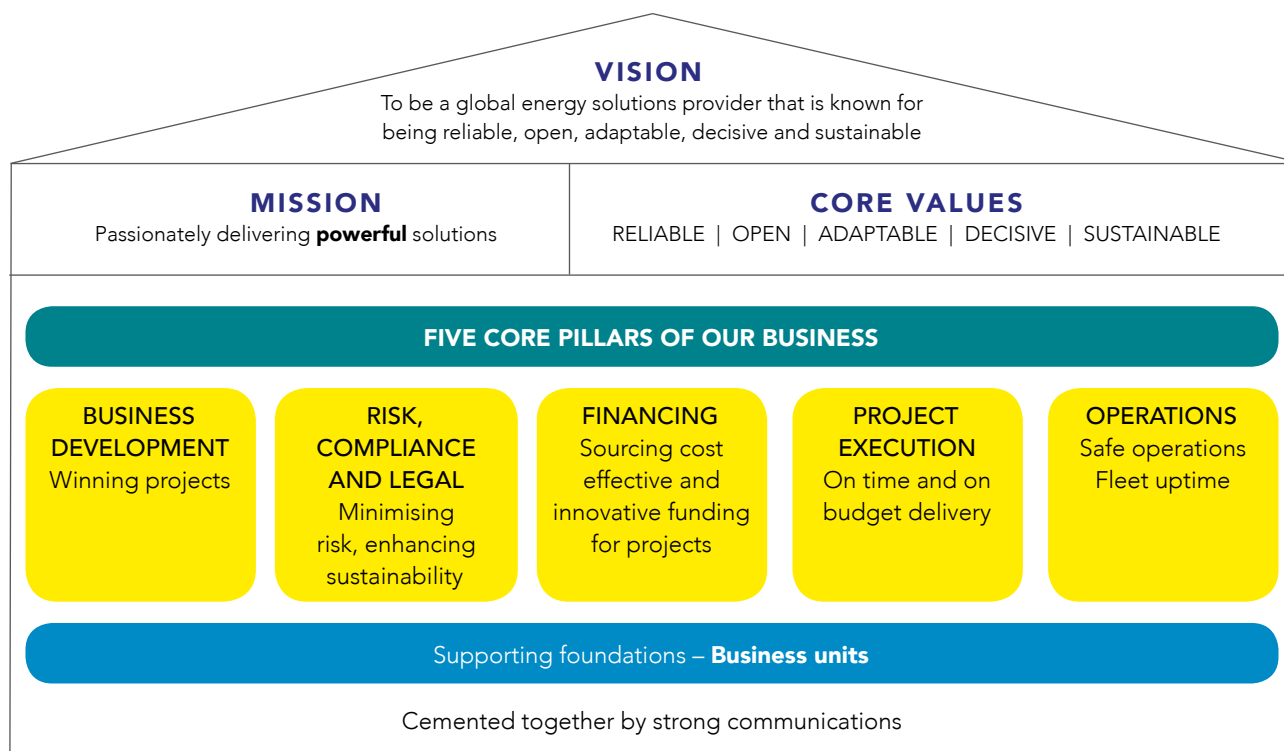 VISION
To be a global energy solutions provider that is known for
being reliable, open, adaptable, decisive and sustainable
MISSION
Passionately delivering powerful solutions
CORE VALUES
RELIABLE | OPEN | ADAPTABLE | DECISIVE | SUSTAINABLE
FIVE CORE PILLARS OF OUR BUSINESS
BUSINESS
DEVELOPMENT
Winning projects
RISK,
COMPLIANCE
AND LEGAL
Minimising
risk, enhancing
sustainability
FINANCING
Sourcing cost
effective and
innovative funding
for projects
PROJECT
EXECUTION
On time and on
budget delivery
OPERATIONS
Safe operations
Fleet uptime
Supporting foundations – Business units
Cemented together by strong communications